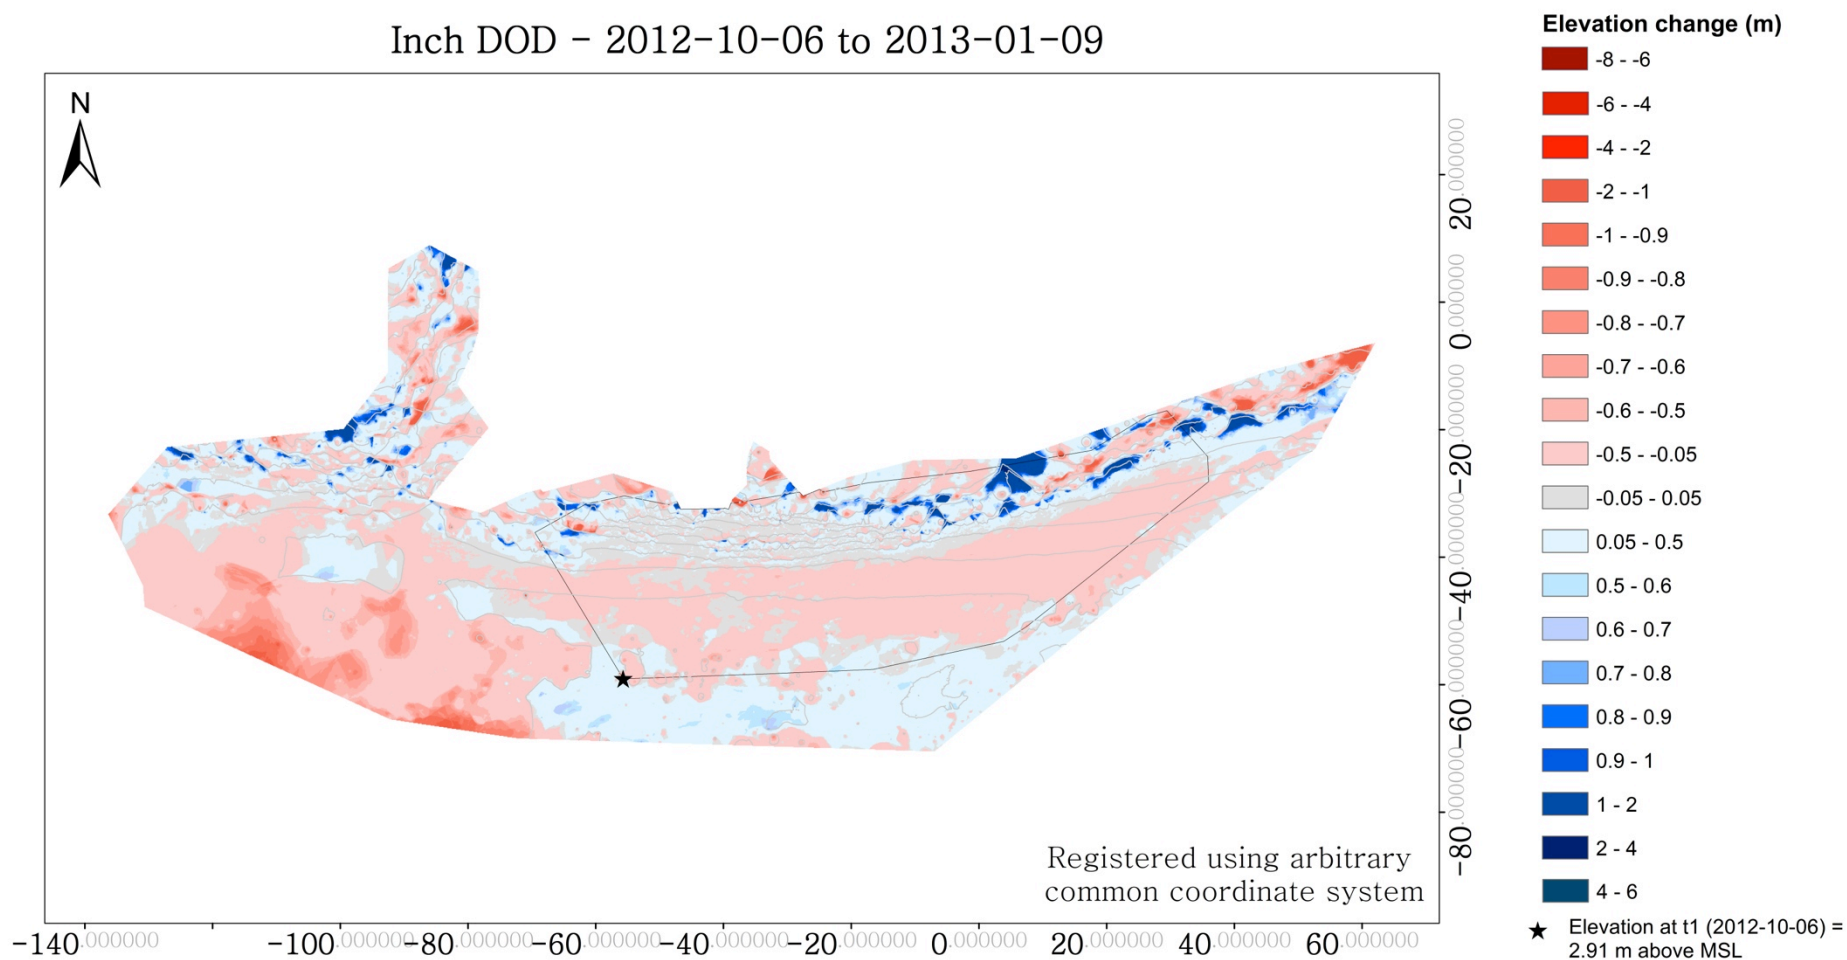 Inch DOD - 2012-10-06 to 2013-01-09
N
20.000000
0.000000
-20.000000
-40.000000
-60.000000
-80.000000
Registered using arbitrary
common coordinate system
-140.000000 -100.000000 -80.000000 -60.000000 -40.000000 -20.000000 0.000000 20.000000 40.000000 60.000000
Elevation change (m)
-8 - -6
-6 - -4
-4 - -2
-2 - -1
-1 - -0.9
-0.9 - -0.8
-0.8 - -0.7
-0.7 - -0.6
-0.6 - -0.5
-0.5 - -0.05
-0.05 - 0.05
0.05 - 0.5
0.5 - 0.6
0.6 - 0.7
0.7 - 0.8
0.8 - 0.9
0.9 - 1
1 - 2
2 - 4
4 - 6
Elevation at t1 (2012-10-06) =
2.91 m above MSL